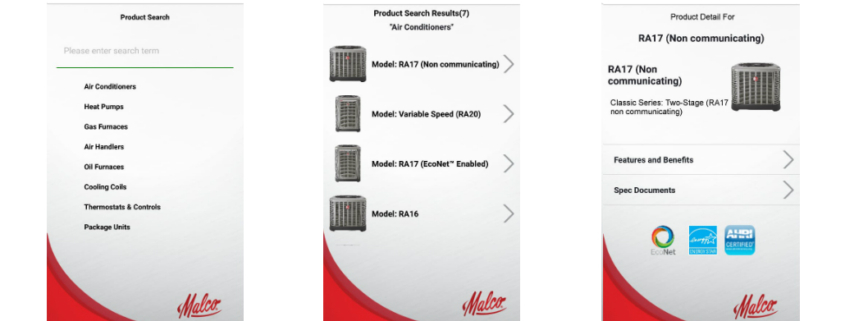 Product Search
Please enter search term
Air Conditioners
Heat Pumps
Gas Furnaces
Air Handlers
Oil Furnaces
Cooling Coils
Thermostats & Controls
Package Units
Malco
Product Search Results(7)
"Air Conditioners"
Model: RA17 (Non communicating)
Model: Variable Speed (RA20)
Model: RA17 (EcoNet™ Enabled)
Model: RA16
Malco
Product Detail For
RA17 (Non communicating)
RA17 (Non
communicating)
Classic Series: Two-Stage (RA17
non communicating)
Features and Benefits
Spec Documents
EcoNet
energy
ENERGY STAR
AHRI
CERTIFIED
Malco